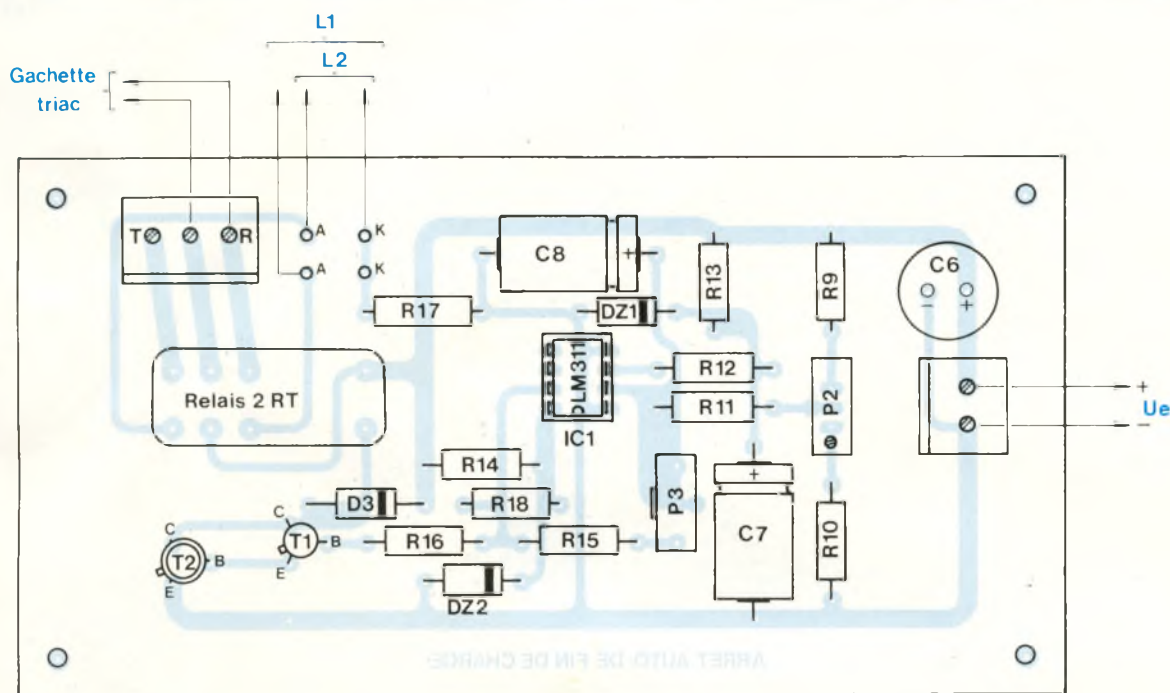 L1
L2
Gachette
triac
T R A K
C6
A K
C8 +
R13
R9
- +
R17
DZ1
LM311
R12
Relais 2 RT
R11
P2
+
Ue
-
IC1
R14
+
D3
R18
P3
C7
R10
C
T1 B
R16
R15
C
T2 B
E
E
DZ2
ARRET AUTO. DE FIN DE CHARGE